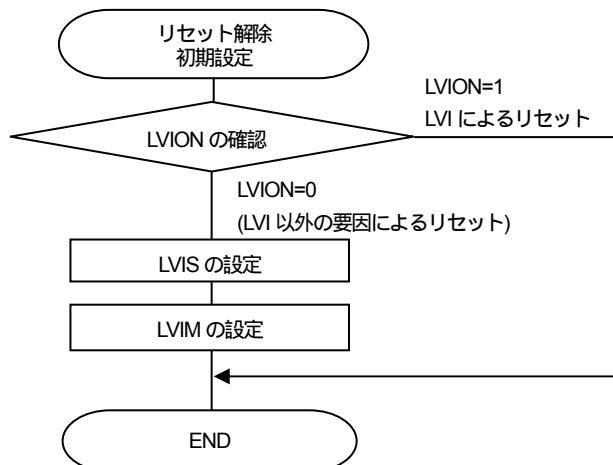 リセット解除
初期設定
LVION=1
LVI によるリセット
LVION の確認
LVION=0
(LVI 以外の要因によるリセット)
LVIS の設定
LVIM の設定
END